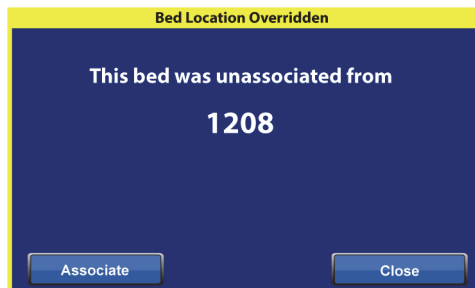 Bed Location Overridden
This bed was unassociated from
1208
Associate
Close